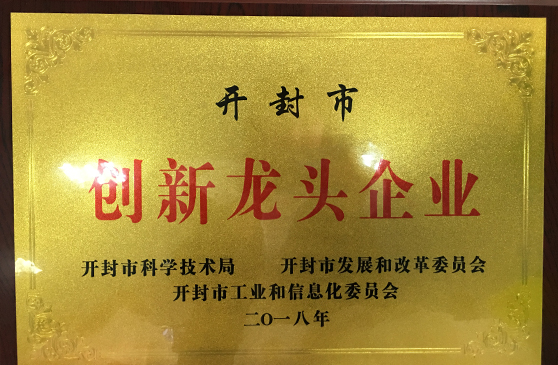 开封市
创新龙头企业
开封市科学技术局 开封市发展和改革委员会
开封市工业和信息化委员会
二〇一八年